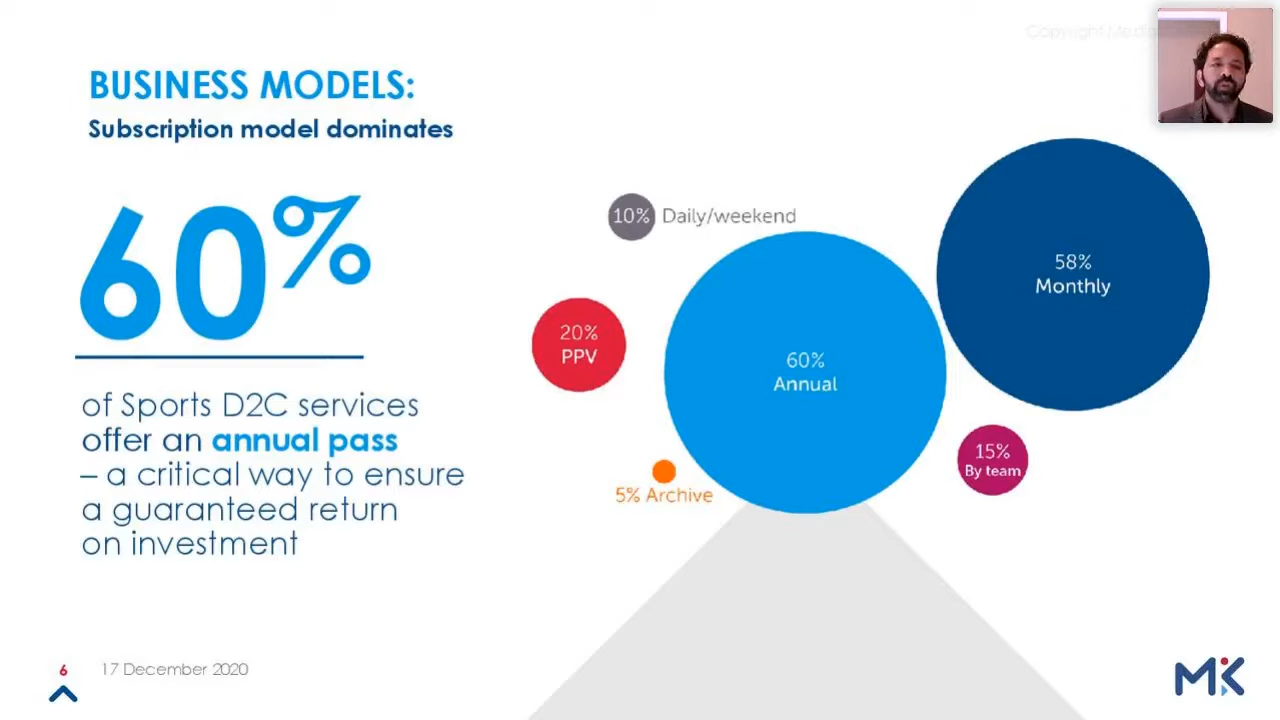 Copyright
BUSINESS MODELS:
Subscription model dominates
60%
of Sports D2C services
offer an annual pass
– a critical way to ensure
a guaranteed return
on investment
10% Daily/weekend
58%
Monthly
20%
PPV
60%
Annual
15%
By team
5% Archive
6
17 December 2020
MK